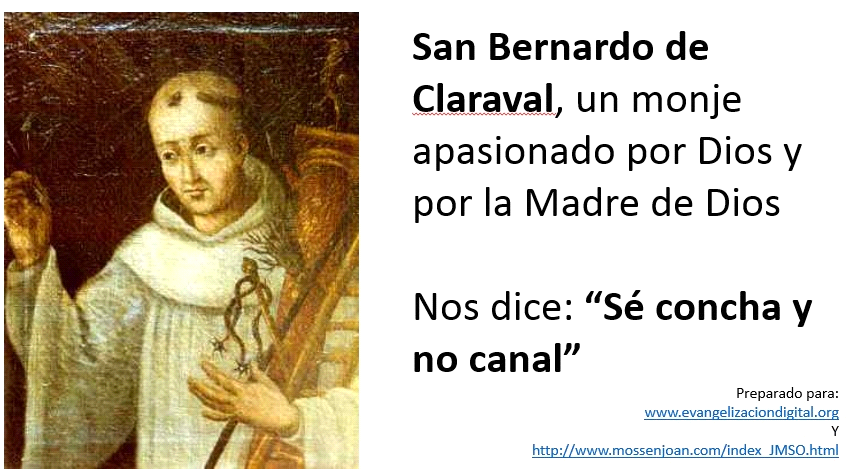 San Bernardo de
Claraval, un monje
apasionado por Dios y
por la Madre de Dios
Nos dice: “Sé concha y
no canal”
Preparado para:
www.evangelizaciondigital.org
Y
http://www.mossenjoan.com/index_JMSO.html